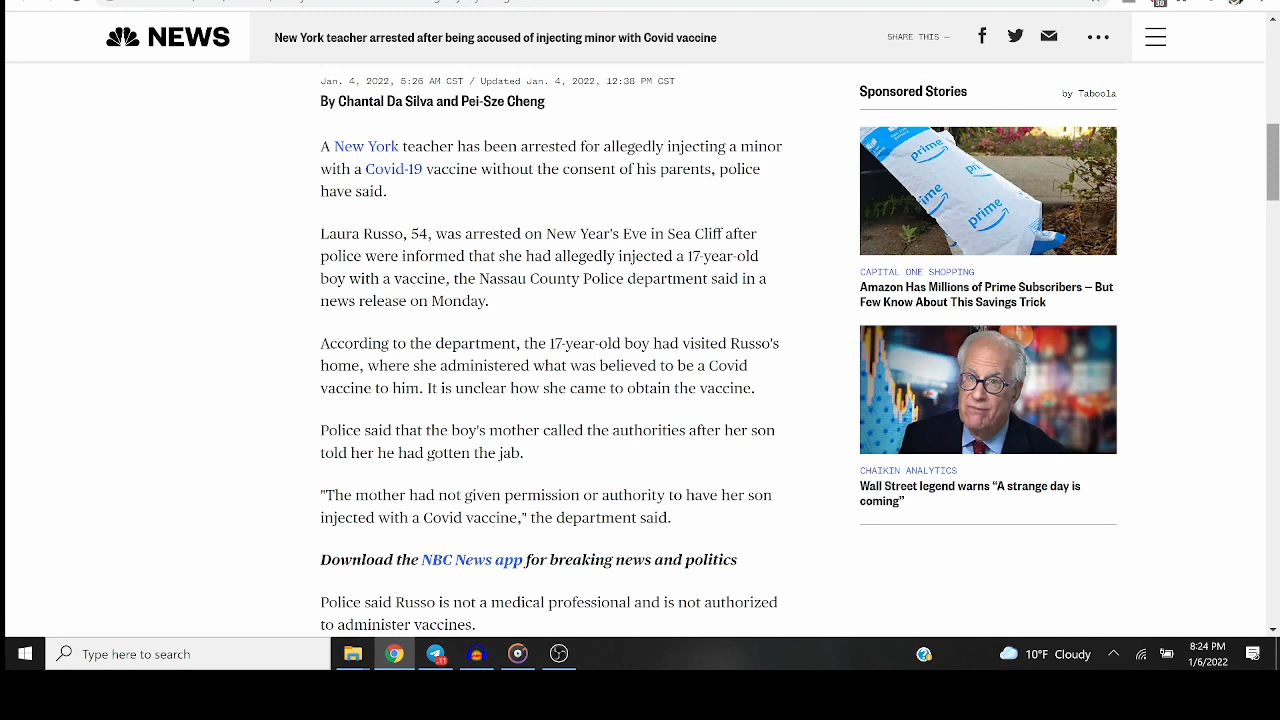 NEWS
New York teacher arrested after being accused of injecting minor with Covid vaccine
SHARE THIS —
Jan. 4, 2022, 5:26 AM CST / Updated Jan. 4, 2022, 12:38 PM CST
By Chantal Da Silva and Pei-Sze Cheng
A New York teacher has been arrested for allegedly injecting a minor
with a Covid-19 vaccine without the consent of his parents, police
have said.
Laura Russo, 54, was arrested on New Year's Eve in Sea Cliff after
police were informed that she had allegedly injected a 17-year-old
boy with a vaccine, the Nassau County Police department said in a
news release on Monday.
According to the department, the 17-year-old boy had visited Russo's
home, where she administered what was believed to be a Covid
vaccine to him. It is unclear how she came to obtain the vaccine.
Police said that the boy's mother called the authorities after her son
told her he had gotten the jab.
"The mother had not given permission or authority to have her son
injected with a Covid vaccine," the department said.
Download the NBC News app for breaking news and politics
Police said Russo is not a medical professional and is not authorized
to administer vaccines.
Sponsored Stories
by Taboola
prime
prime
prime
CAPITAL ONE SHOPPING
Amazon Has Millions of Prime Subscribers – But
Few Know About This Savings Trick
CHAIKIN ANALYTICS
Wall Street legend warns “A strange day is
coming”
Type here to search
10°F Cloudy
8:24 PM
1/6/2022